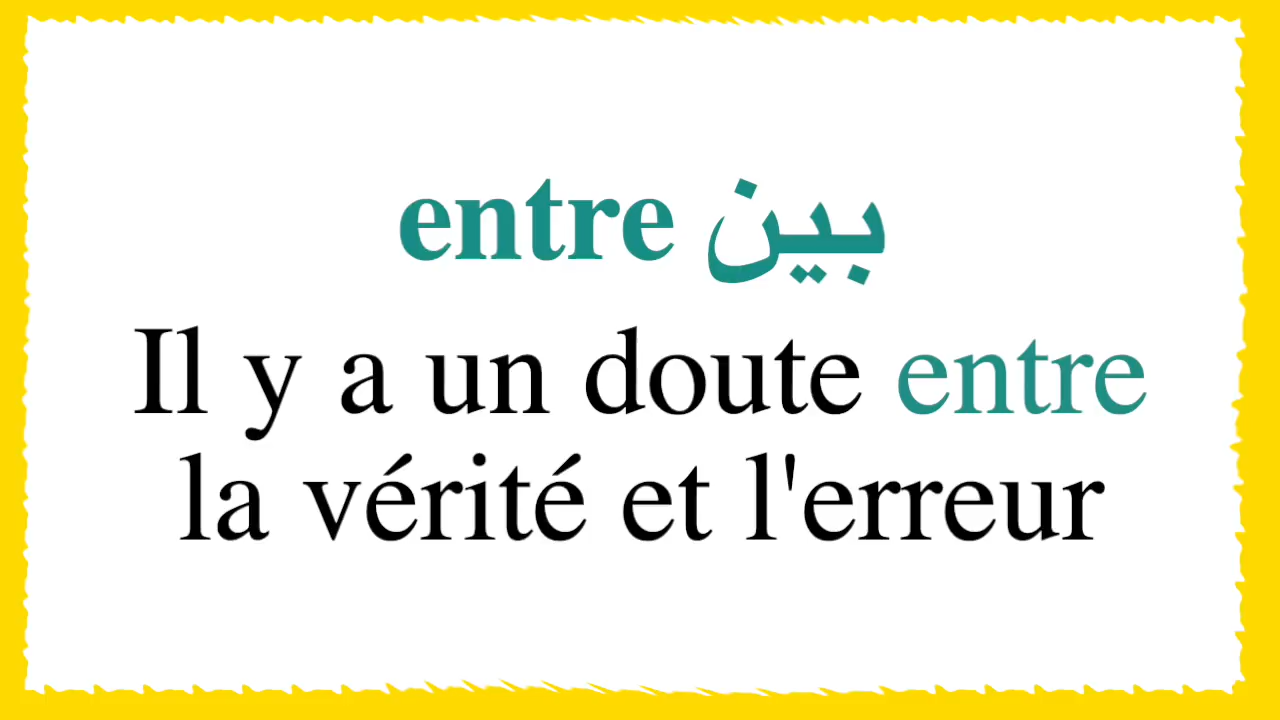 entre بين
Il y a un doute entre
la vérité et l'erreur